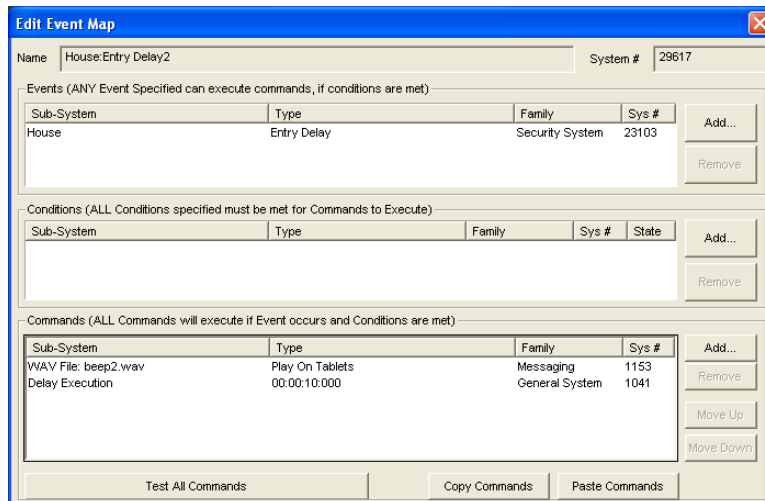 Edit Event Map
Name House:Entry Delay2 System # 29617
Events (ANY Event Specified can execute commands, if conditions are met)
Sub-System Type Family Sys # Add...
House Entry Delay Security System 23103
Remove
Conditions (ALL Conditions specified must be met for Commands to Execute)
Sub-System Type Family Sys # State Add...
Remove
Commands (ALL Commands will execute if Event occurs and Conditions are met)
Sub-System Type Family Sys # Add...
WAV File: beep2.wav Play On Tablets Messaging 1153
Delay Execution 00:00:10:000 General System 1041 Remove
Move Up
Move Down
Test All Commands Copy Commands Paste Commands